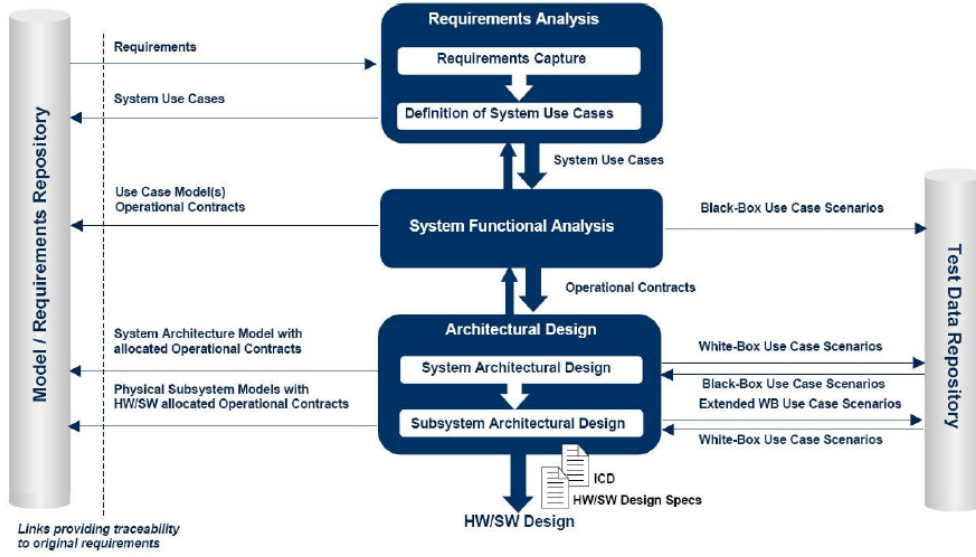 Requirements Analysis
Requirements
Requirements Capture
System Use Cases
Definition of System Use Cases
System Use Cases
Use Case Model(s)
Operational Contracts
System Functional Analysis
Black-Box Use Case Scenarios
Operational Contracts
Model / Requirements Repository
Test Data Repository
System Architecture Model with
allocated Operational Contracts
Architectural Design
White-Box Use Case Scenarios
System Architectural Design
Physical Subsystem Models with
HW/SW allocated Operational Contracts
Black-Box Use Case Scenarios
Extended WB Use Case Scenarios
Subsystem Architectural Design
White-Box Use Case Scenarios
ICD
HW/SW Design Specs
HW/SW Design
Links providing traceability
to original requirements